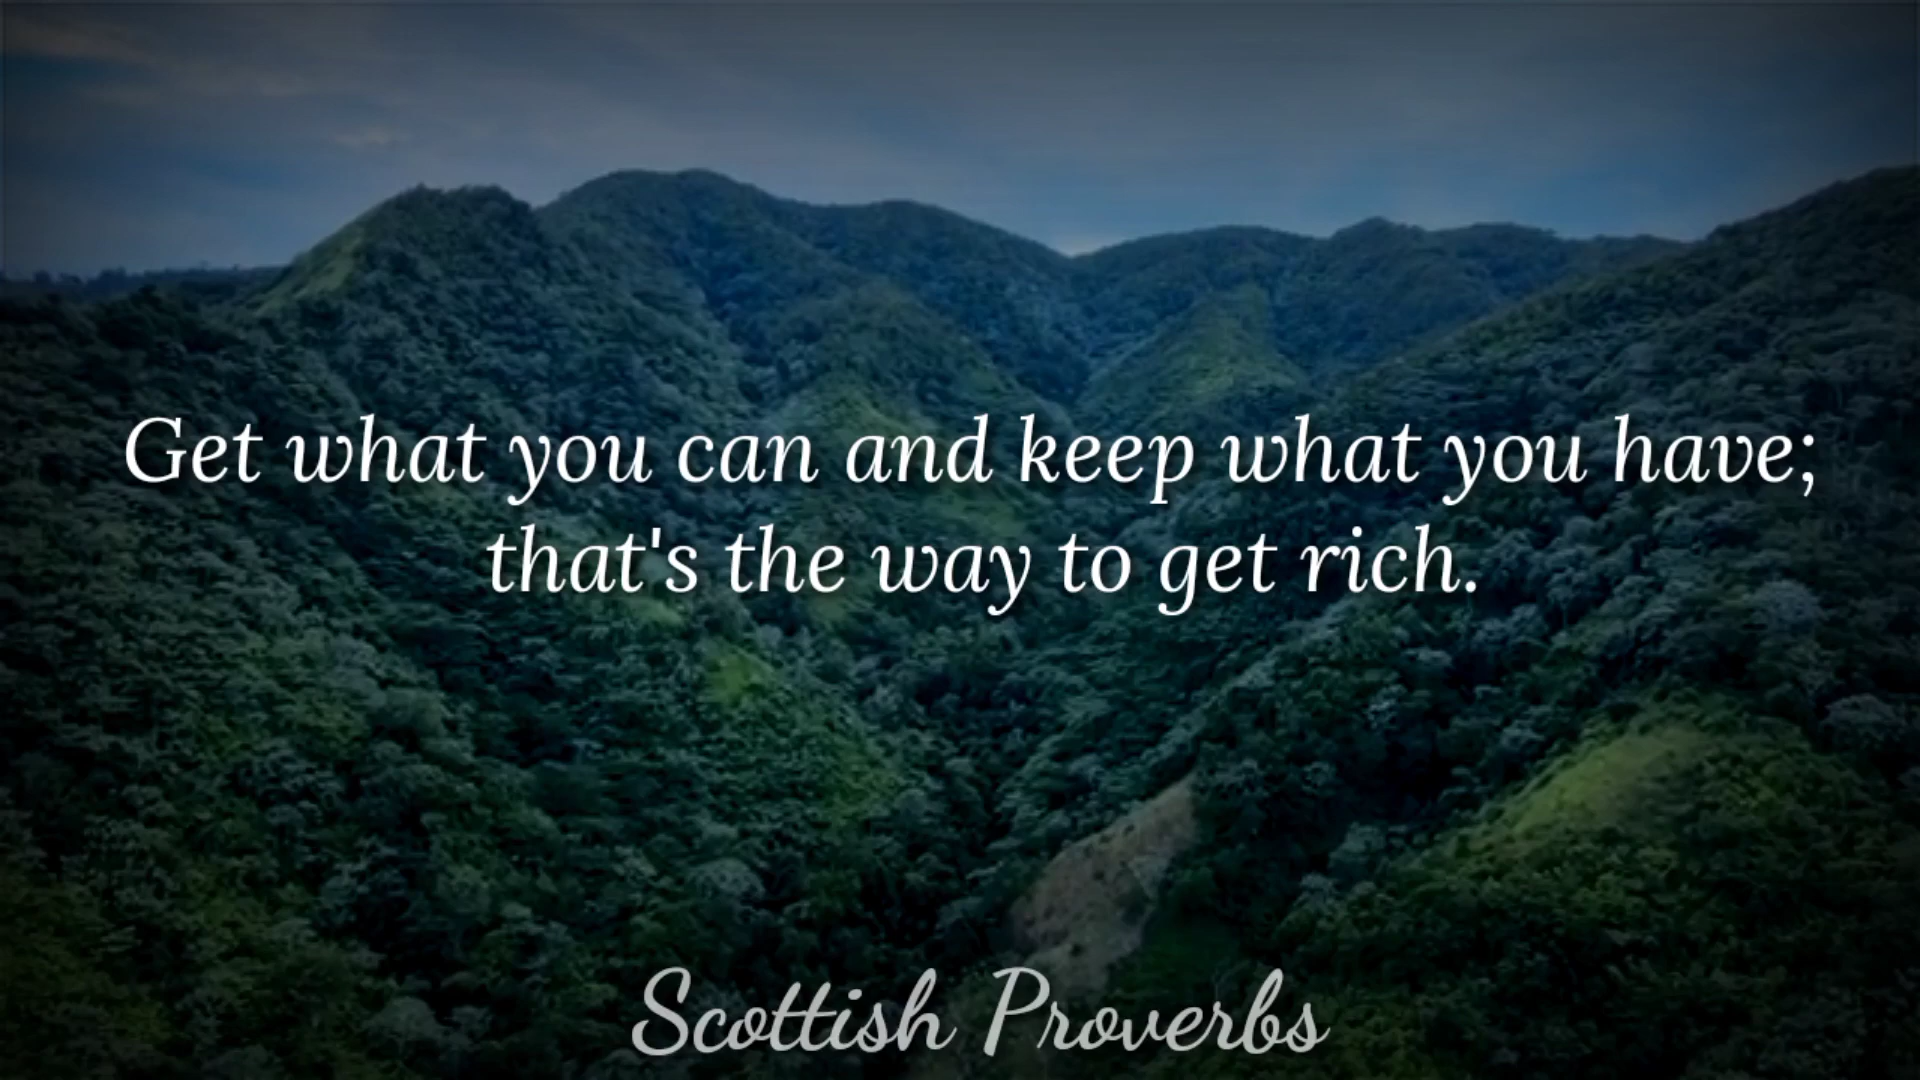 Get what you can and keep what you have;
that's the way to get rich.
Scottish Proverbs